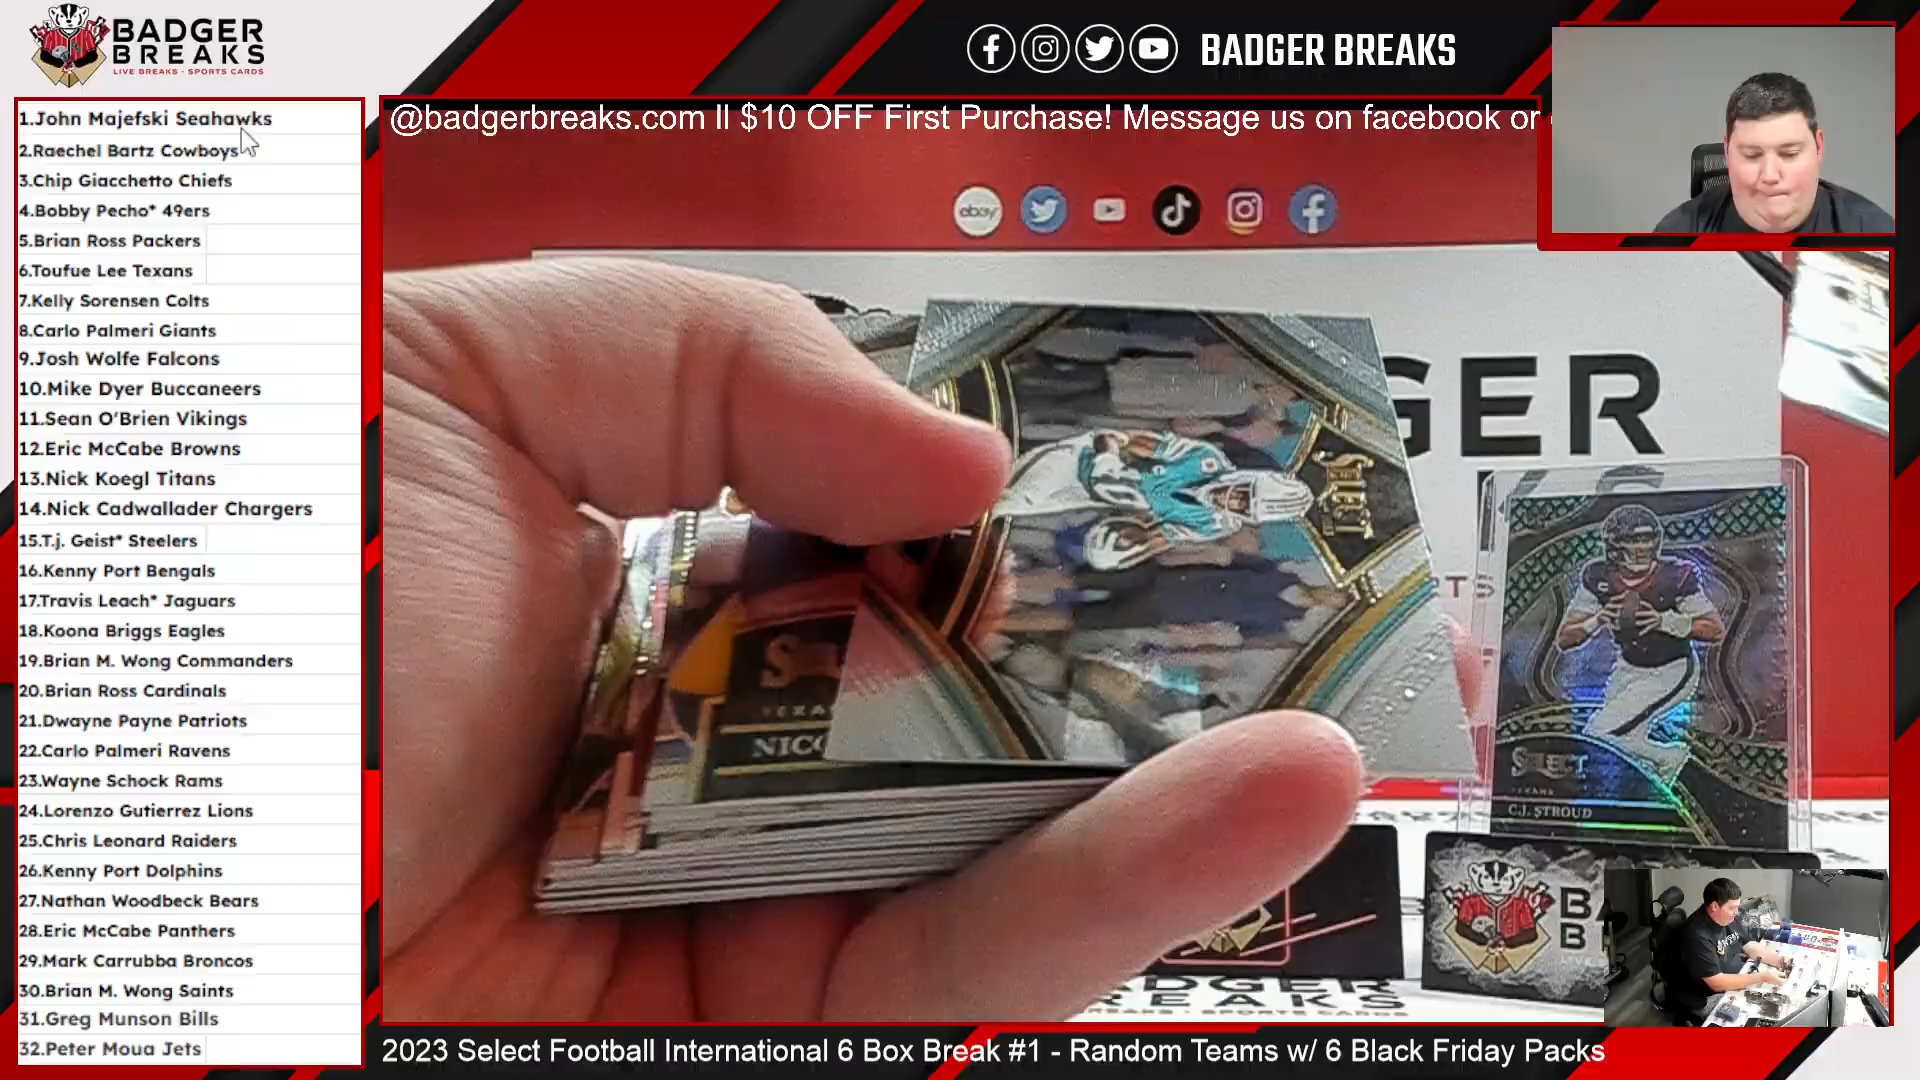 BADGER
BREAKS
LIVE BREAKS - SPORTS CARDS
BADGER BREAKS
@badgerbreaks.com ll $10 OFF First Purchase! Message us on facebook or
1.John Majefski Seahawks
2.Raechel Bartz Cowboys
3.Chip Giacchetto Chiefs
4.Bobby Pecho* 49ers
5.Brian Ross Packers
6.Toufue Lee Texans
7.Kelly Sorensen Colts
8.Carlo Palmeri Giants
9.Josh Wolfe Falcons
10.Mike Dyer Buccaneers
11.Sean O'Brien Vikings
12.Eric McCabe Browns
13.Nick Koegl Titans
14.Nick Cadwallader Chargers
15.T.j. Geist* Steelers
16.Kenny Port Bengals
17.Travis Leach* Jaguars
18.Koona Briggs Eagles
19.Brian M. Wong Commanders
20.Brian Ross Cardinals
21.Dwayne Payne Patriots
22.Carlo Palmeri Ravens
23.Wayne Schock Rams
24.Lorenzo Gutierrez Lions
25.Chris Leonard Raiders
26.Kenny Port Dolphins
27.Nathan Woodbeck Bears
28.Eric McCabe Panthers
29.Mark Carrubba Broncos
30.Brian M. Wong Saints
31.Greg Munson Bills
32.Peter Moua Jets
ebay
GER
SELECT
NICO
SELECT
TEXANS
C.J. STROUD
BADGER
BREAKS
2023 Select Football International 6 Box Break #1 - Random Teams w/ 6 Black Friday Packs